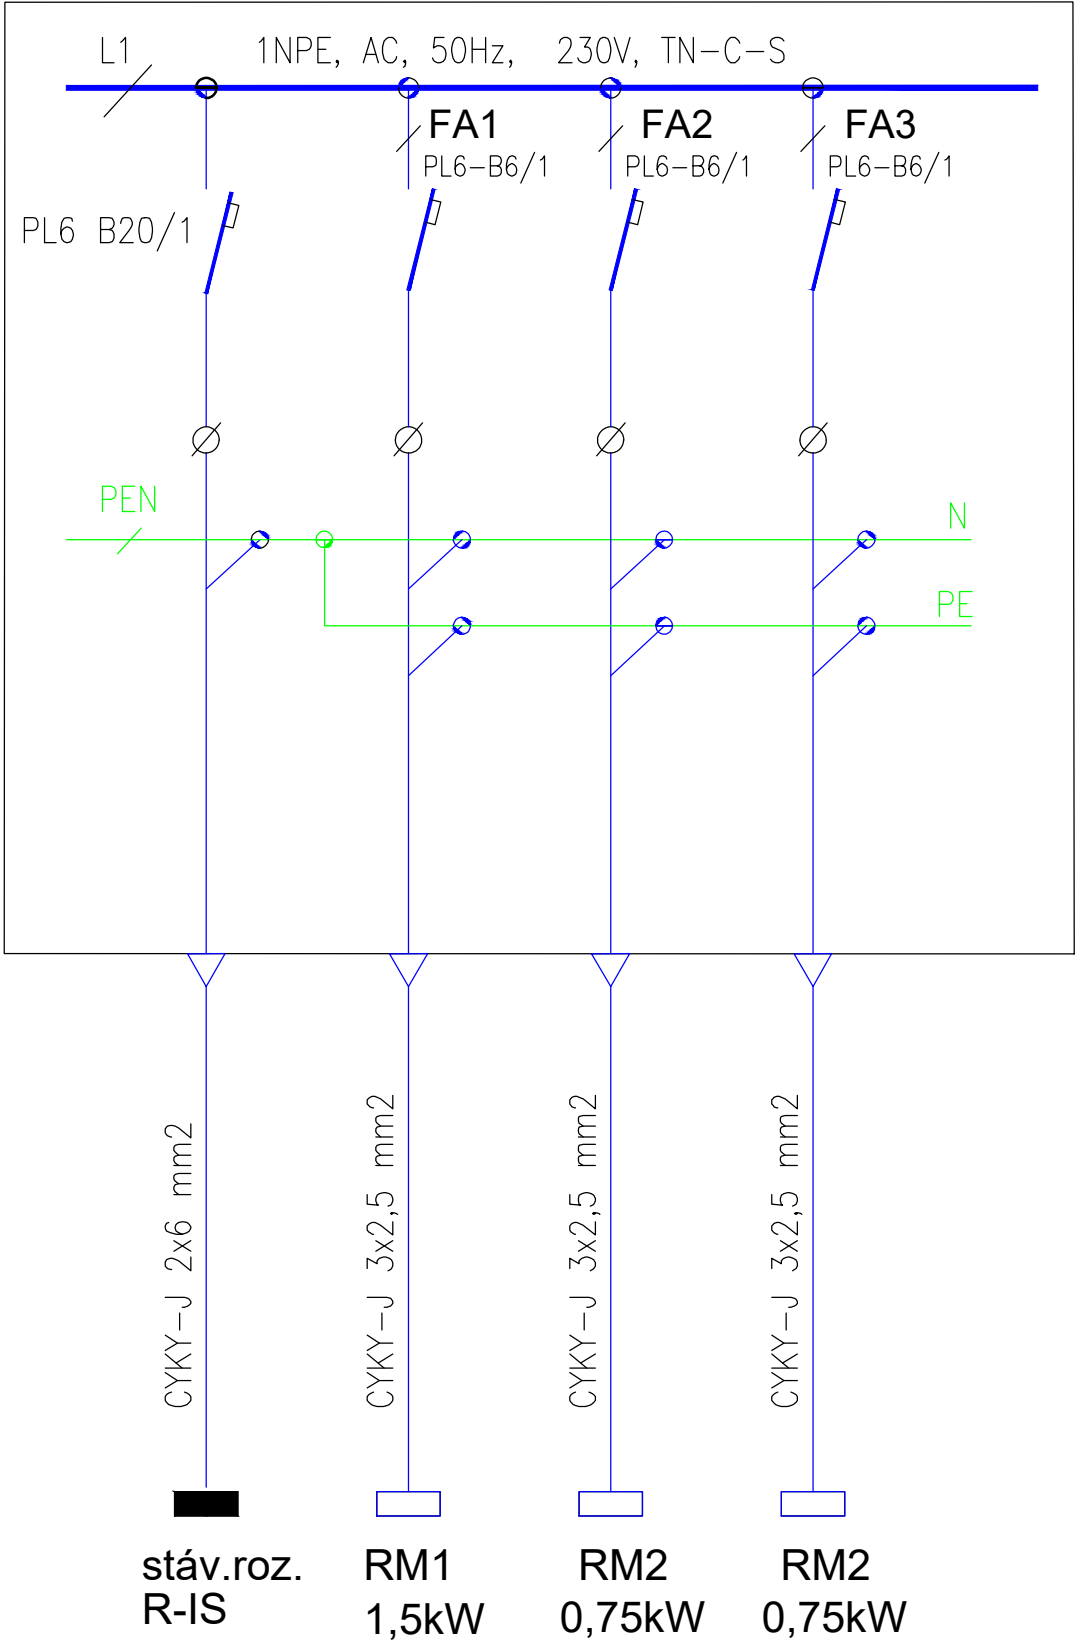 L1 1NPE, AC, 50Hz, 230V, TN-C-S
FA1 FA2 FA3
PL6-B6/1 PL6-B6/1 PL6-B6/1
PL6 B20/1
PEN N
PE
CYKY-J 2x6 mm2
CYKY-J 3x2,5 mm2
CYKY-J 3x2,5 mm2
CYKY-J 3x2,5 mm2
stáv.roz. RM1 RM2 RM2
R-IS 1,5kW 0,75kW 0,75kW